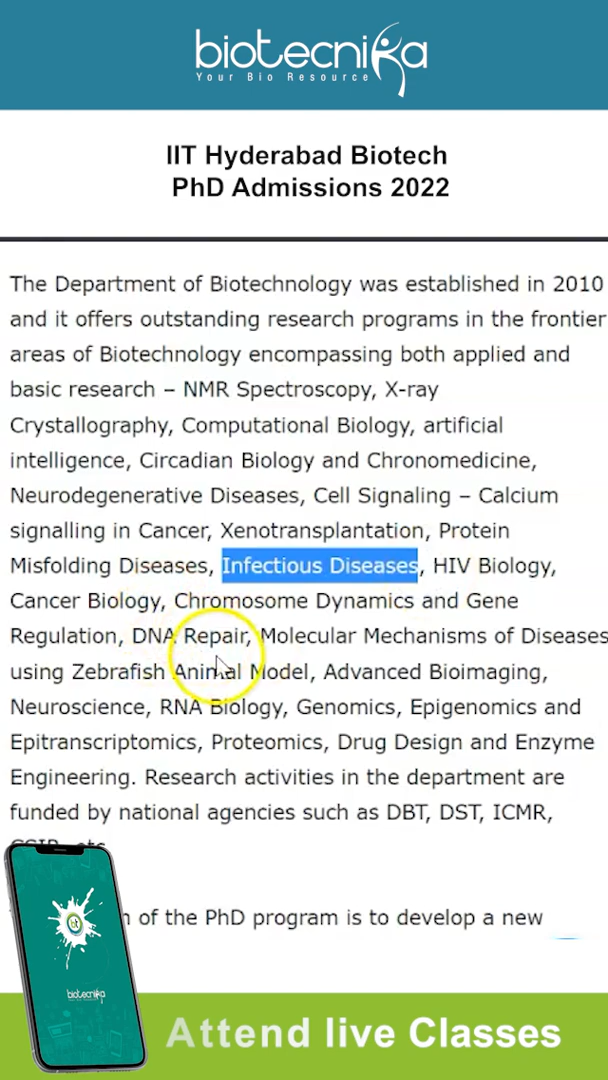 biotecnika
Your Bio Resource
IIT Hyderabad Biotech
PhD Admissions 2022
The Department of Biotechnology was established in 2010
and it offers outstanding research programs in the frontier
areas of Biotechnology encompassing both applied and
basic research – NMR Spectroscopy, X-ray
Crystallography, Computational Biology, artificial
intelligence, Circadian Biology and Chronomedicine,
Neurodegenerative Diseases, Cell Signaling – Calcium
signalling in Cancer, Xenotransplantation, Protein
Misfolding Diseases, Infectious Diseases, HIV Biology,
Cancer Biology, Chromosome Dynamics and Gene
Regulation, DNA Repair, Molecular Mechanisms of Diseases
using Zebrafish Animal Model, Advanced Bioimaging,
Neuroscience, RNA Biology, Genomics, Epigenomics and
Epitranscriptomics, Proteomics, Drug Design and Enzyme
Engineering. Research activities in the department are
funded by national agencies such as DBT, DST, ICMR,
CSIR, etc
of the PhD program is to develop a new
bt
biotecnika
Attend live Classes